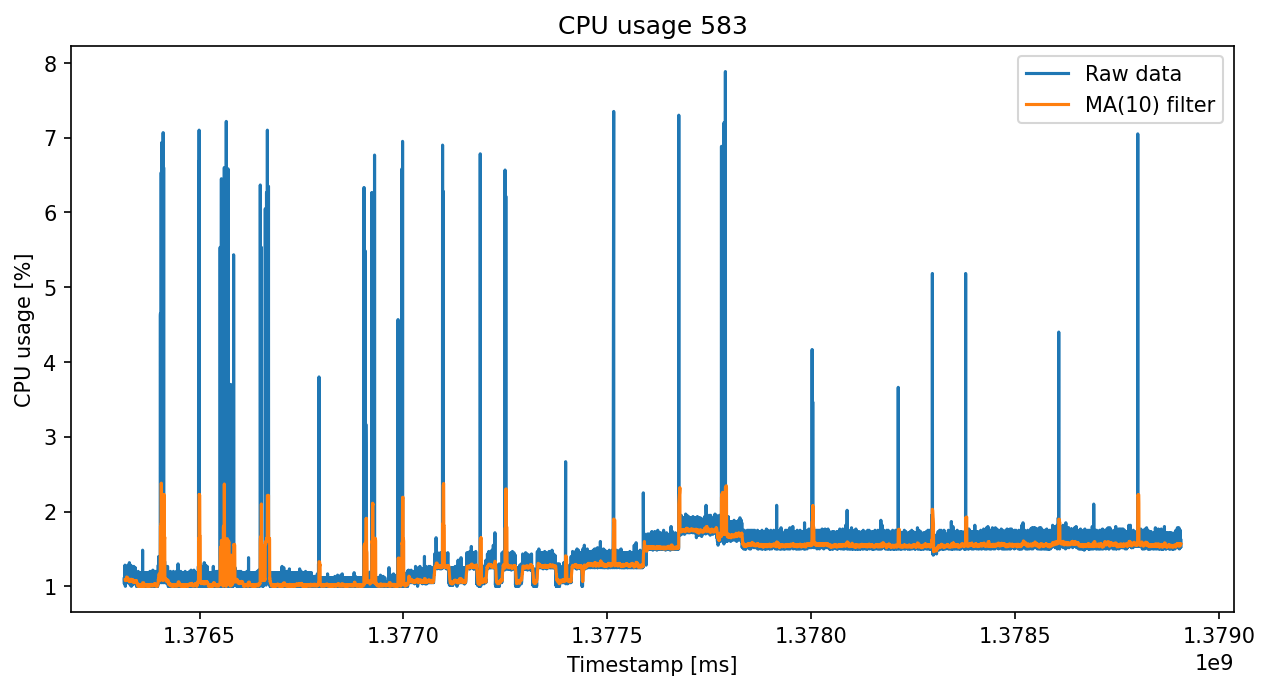 CPU usage 583
Raw data
MA(10) filter
CPU usage [%]
8
7
6
5
4
3
2
1
1.3765 1.3770 1.3775 1.3780 1.3785 1.3790
1e9
Timestamp [ms]